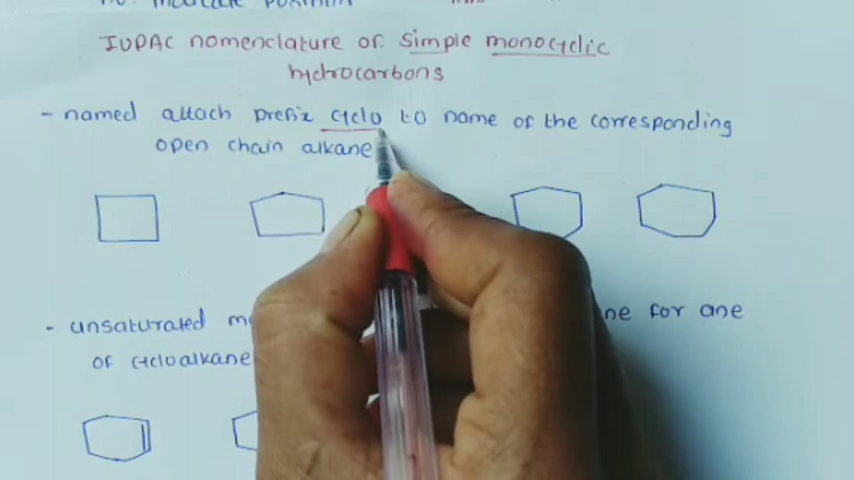 IUPAC nomenclature of simple monocyclic
hydrocarbons
- named attach prefix cyclo to name of the corresponding
open chain alkane
- unsaturated
ne for ane
of cycloalkane